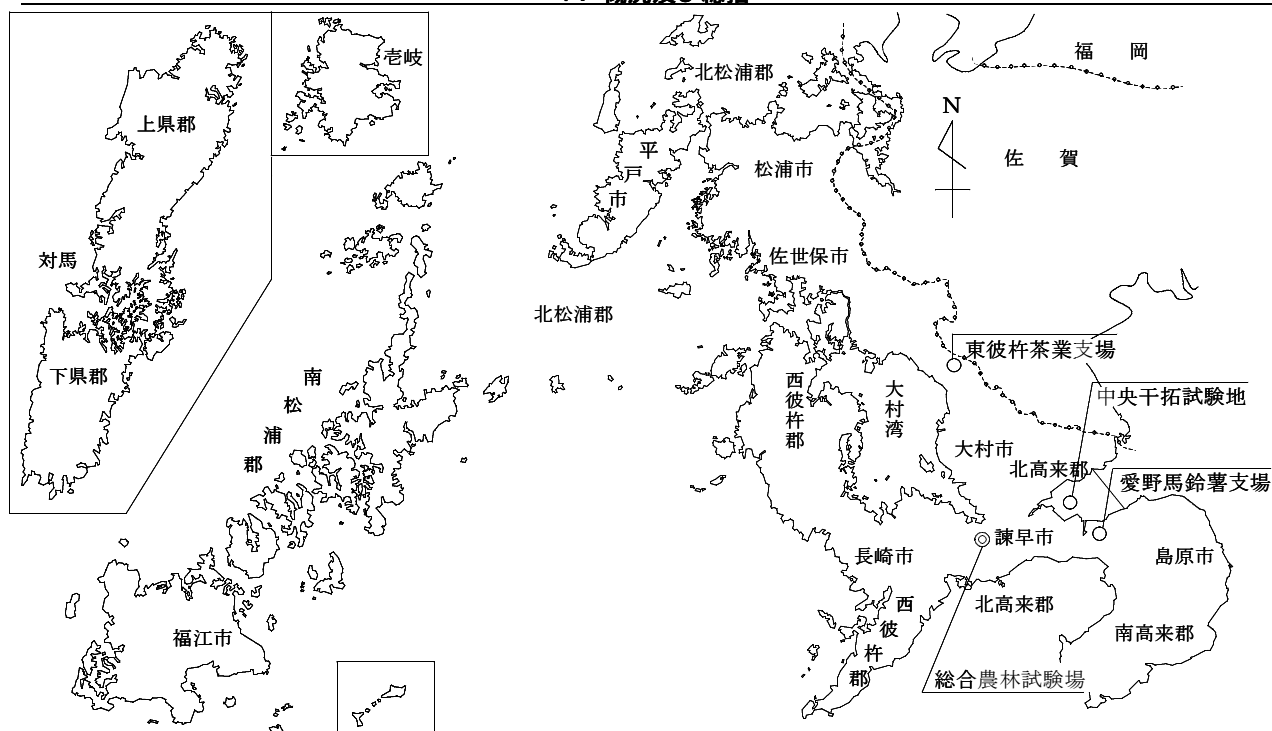 福岡
壱岐
北松浦郡
上県郡
N
平戸市
松浦市
佐賀
対馬
佐世保市
北松浦郡
東彼杵茶業支場
下県郡
南松浦郡
西彼杵郡
大村湾
中央干拓試験地
大村市
北高来郡
愛野馬鈴薯支場
諫早市
長崎市
島原市
西彼杵郡
北高来郡
福江市
南高来郡
総合農林試験場